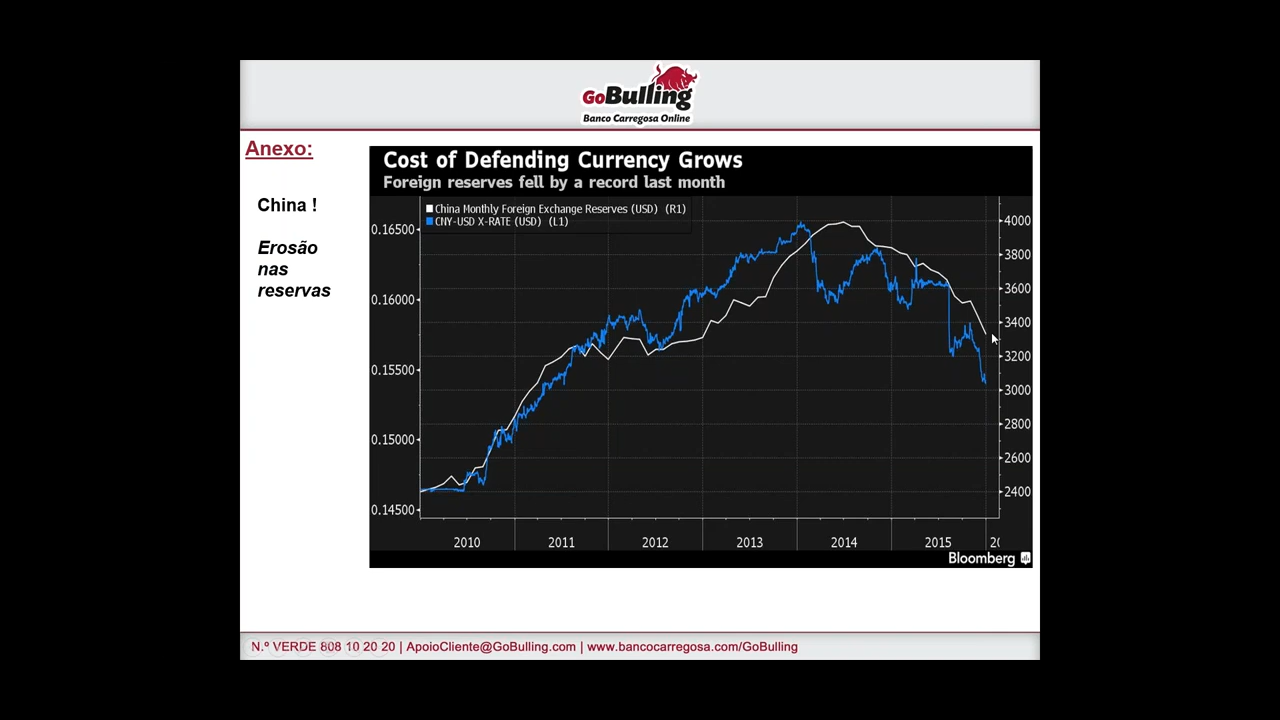 GoBulling
Banco Carregosa Online
Anexo:
China !
Erosão
nas
reservas
Cost of Defending Currency Grows
Foreign reserves fell by a record last month
China Monthly Foreign Exchange Reserves (USD) (R1)
CNY-USD X-RATE (USD) (L1)
0.16500
0.16000
0.15500
0.15000
0.14500
4000
3800
3600
3400
3200
3000
2800
2600
2400
2010 2011 2012 2013 2014 2015
Bloomberg
N.º VERDE 808 10 20 20 | ApoioCliente@GoBulling.com | www.bancocarregosa.com/GoBulling